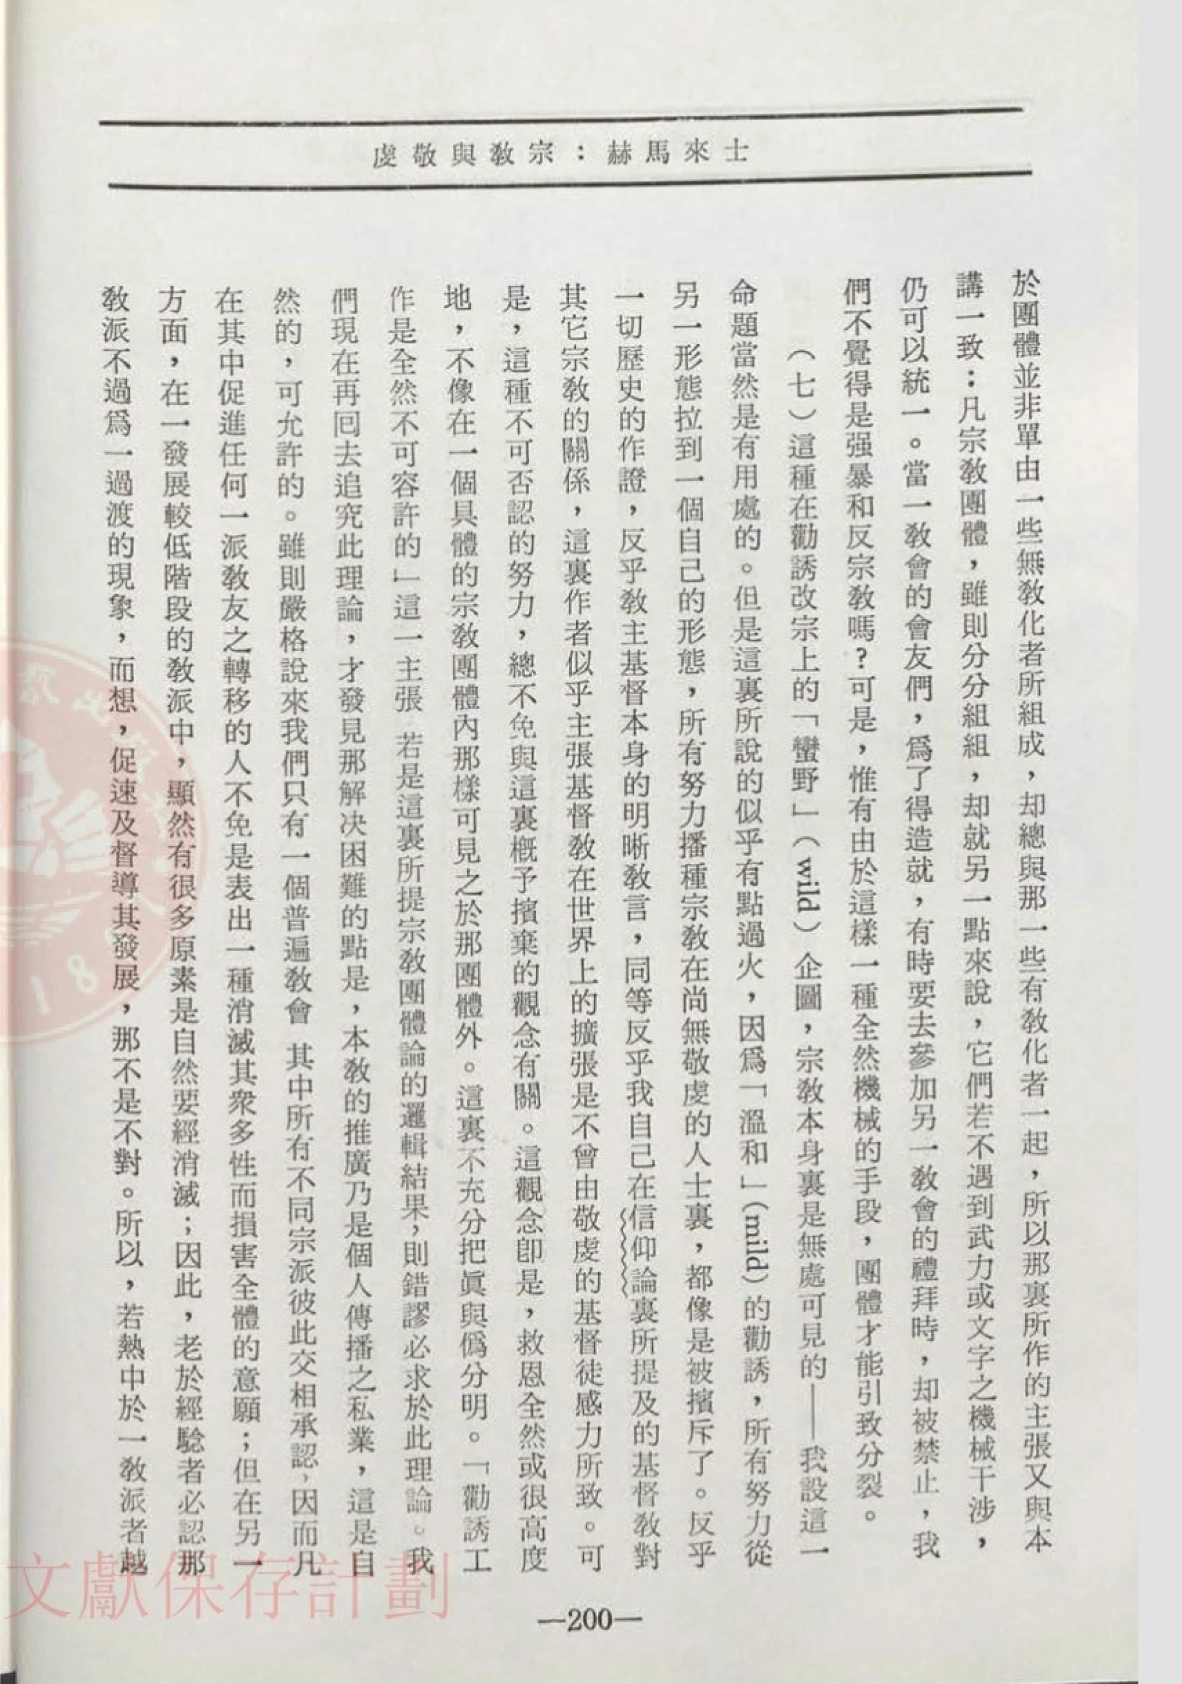 士來馬赫：宗教與敬虔
於團體並非單由一些無教化者所組成，却總與那一些有教化者一起，所以那裏所作的主張又與本
講一致：凡宗教團體，雖則分分組組，却就另一點來說，它們若不遇到武力或文字之機械干涉，
仍可以統一。當一教會的會友們，爲了得造就，有時要去參加另一教會的禮拜時，却被禁止，我
們不覺得是强暴和反宗教嗎？可是，惟有由於這樣一種全然機械的手段，團體才能引致分裂。
（七）這種在勸誘改宗上的「蠻野」（wild）企圖，宗教本身裏是無處可見的——我設這一
命題當然是有用處的。但是這裏所說的似乎有點過火，因爲「溫和」（mild）的勸誘，所有努力從
另一形態拉到一個自己的形態，所有努力播種宗教在尚無敬虔的人士裏，都像是被擯斥了。反乎
一切歷史的作證，反乎教主基督本身的明晰教言，同等反乎我自己在信仰論裏所提及的基督教對
其它宗教的關係，這裏作者似乎主張基督教在世界上的擴張是不曾由敬虔的基督徒感力所致。可
是，這種不可否認的努力，總不免與這裏概予擯棄的觀念有關。這觀念卽是，救恩全然或很高度
地，不像在一個具體的宗教團體內那樣可見之於那團體外。這裏不充分把眞與僞分明。「勸誘工
作是全然不可容許的」這一主張 若是這裏所提宗教團體論的邏輯結果，則錯謬必求於此理論。我
們現在再回去追究此理論，才發見那解決困難的點是，本教的推廣乃是個人傳播之私業，這是自
然的，可允許的。雖則嚴格說來我們只有一個普遍教會 其中所有不同宗派彼此交相承認，因而凡
在其中促進任何一派教友之轉移的人不免是表出一種消滅其衆多性而損害全體的意願；但在另一
方面，在一發展較低階段的教派中，顯然有很多原素是自然要經消滅；因此，老於經驗者必認那
教派不過爲一過渡的現象，而想，促速及督導其發展，那不是不對。所以，若熱中於一教派者越
—200—
文獻保存計劃